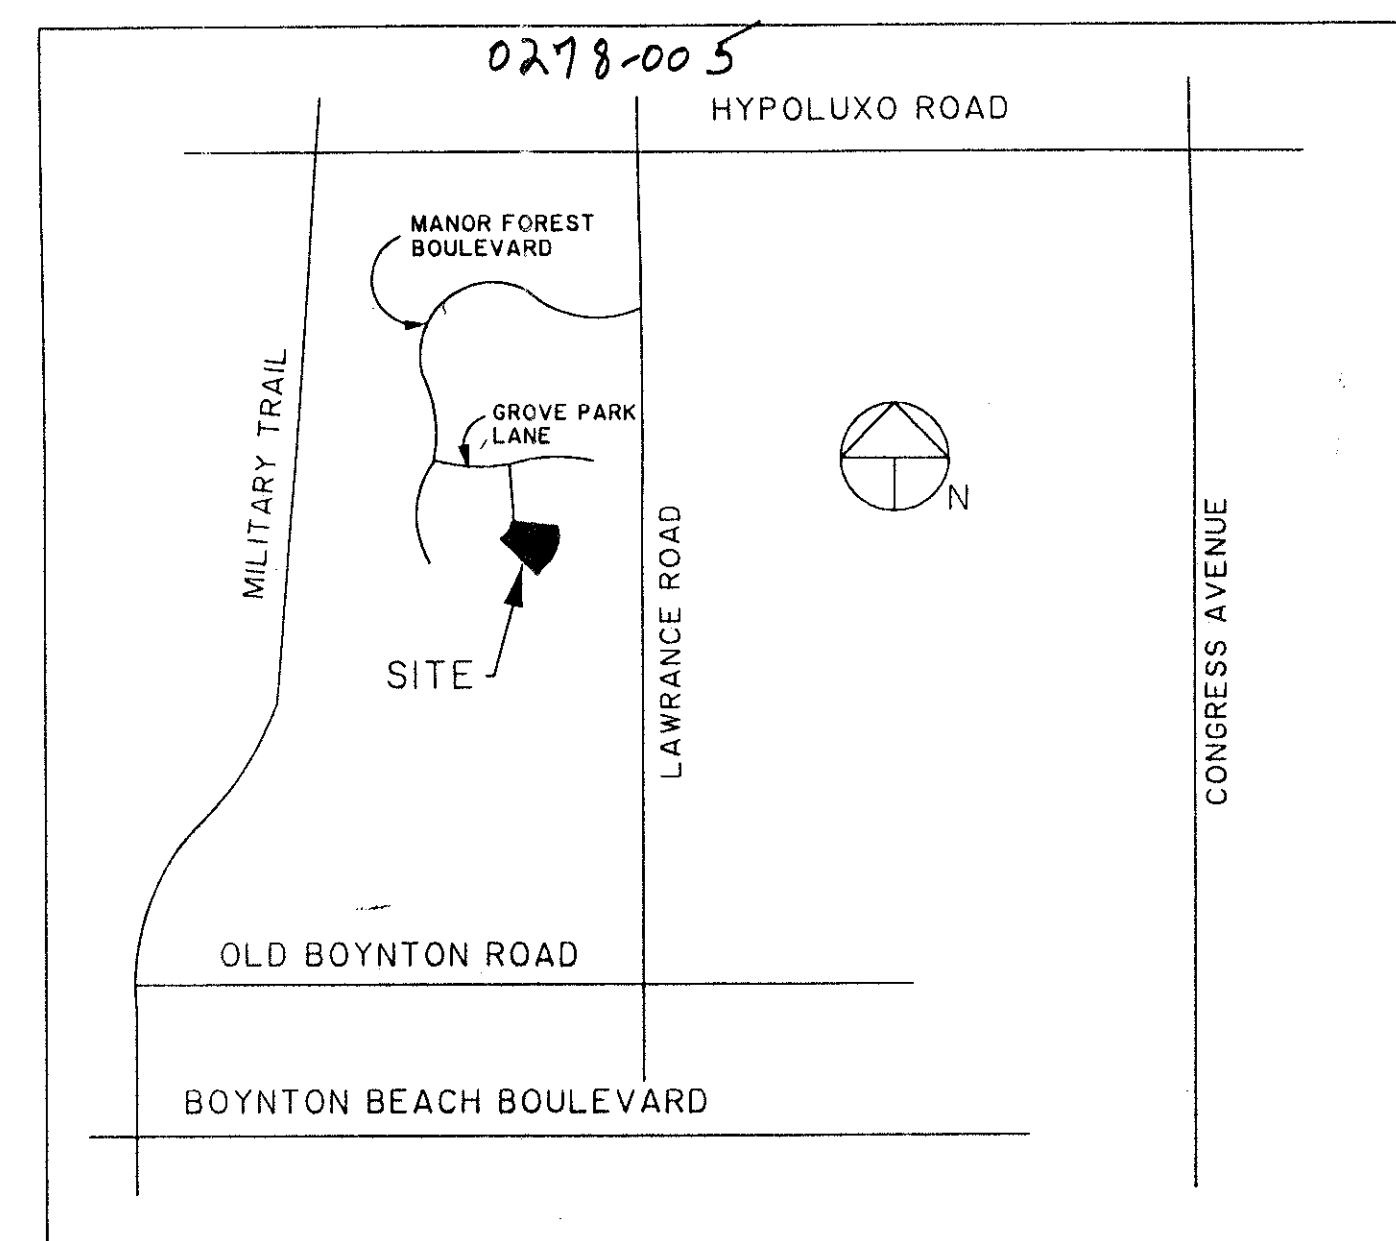 0278-005
HYPOLUXO ROAD
MANOR FOREST
BOULEVARD
MILITARY TRAIL
GROVE PARK
LANE
N
SITE
LAWRANCE ROAD
CONGRESS AVENUE
OLD BOYNTON ROAD
BOYNTON BEACH BOULEVARD